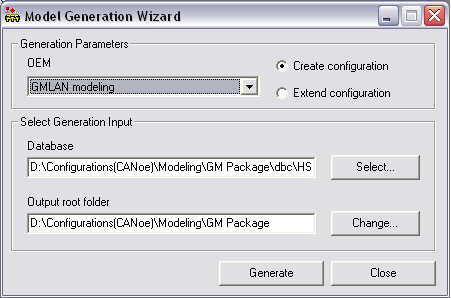 Model Generation Wizard
Generation Parameters
OEM
GMLAN modeling
Create configuration
Extend configuration
Select Generation Input
Database
D:\Configurations(CANoe)\Modeling\GM Package\dbc\HS
Select...
Output root folder
D:\Configurations(CANoe)\Modeling\GM Package
Change...
Generate
Close